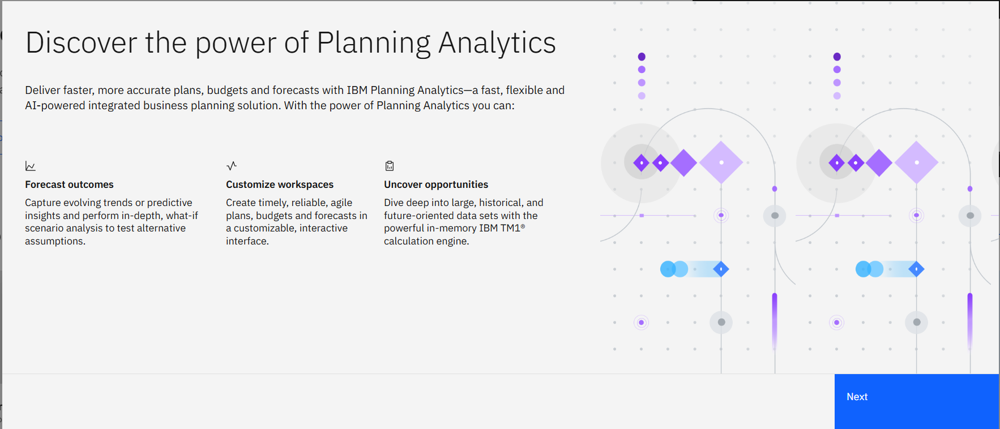 Discover the power of Planning Analytics
Deliver faster, more accurate plans, budgets and forecasts with IBM Planning Analytics—a fast, flexible and
AI-powered integrated business planning solution. With the power of Planning Analytics you can:
Forecast outcomes
Capture evolving trends or predictive
insights and perform in-depth, what-if
scenario analysis to test alternative
assumptions.
Customize workspaces
Create timely, reliable, agile
plans, budgets and forecasts in
a customizable, interactive
interface.
Uncover opportunities
Dive deep into large, historical, and
future-oriented data sets with the
powerful in-memory IBM TM1®
calculation engine.
Next